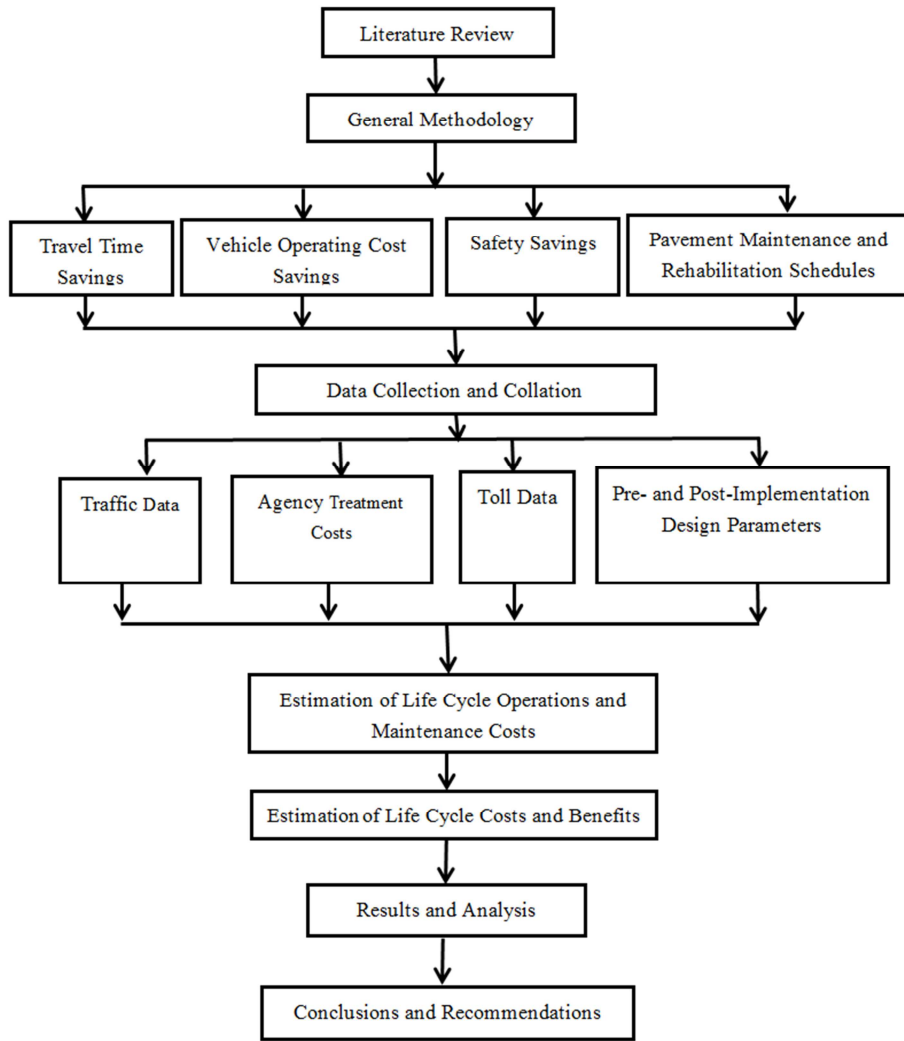 Literature Review
General Methodology
Travel Time
Savings
Vehicle Operating Cost
Savings
Safety Savings
Pavement Maintenance and
Rehabilitation Schedules
Data Collection and Collation
Traffic Data
Agency Treatment
Costs
Toll Data
Pre- and Post-Implementation
Design Parameters
Estimation of Life Cycle Operations and
Maintenance Costs
Estimation of Life Cycle Costs and Benefits
Results and Analysis
Conclusions and Recommendations